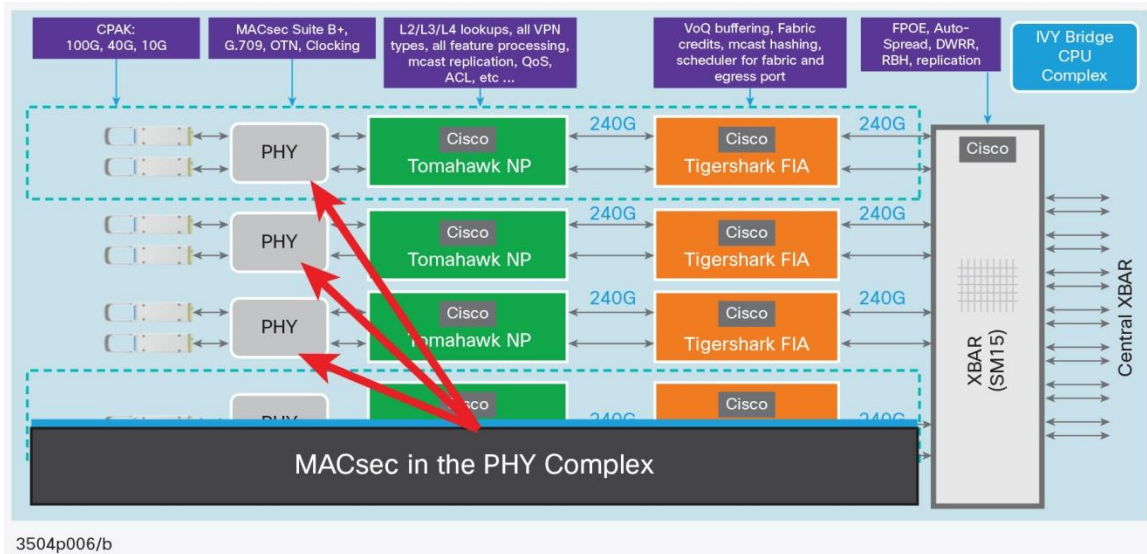 CPAK:
100G, 40G, 10G
MACsec Suite B+,
G.709, OTN, Clocking
L2/L3/L4 lookups, all VPN
types, all feature processing,
mcast replication, QoS,
ACL, etc ...
VoQ buffering, Fabric
credits, mcast hashing,
scheduler for fabric and
egress port
FPOE, Auto-
Spread, DWRR,
RBH, replication
IVY Bridge
CPU
Complex
PHY
Cisco
Tomahawk NP
240G
Cisco
Tigershark FIA
240G
PHY
Cisco
Tomahawk NP
240G
Cisco
Tigershark FIA
240G
PHY
Cisco
Tomahawk NP
240G
Cisco
Tigershark FIA
240G
PHY
Cisco
240G
Cisco
240G
Cisco
XBAR
(SM15)
Central XBAR
MACsec in the PHY Complex
3504p006/b